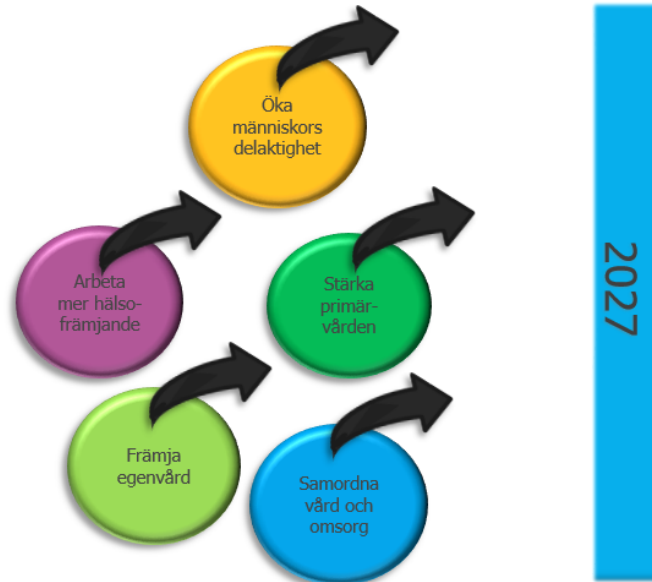 Öka
människors
delaktighet
Arbeta
mer hälso-
främjande
Stärka
primär-
vården
Främja
egenvård
Samordna
vård och
omsorg
2027